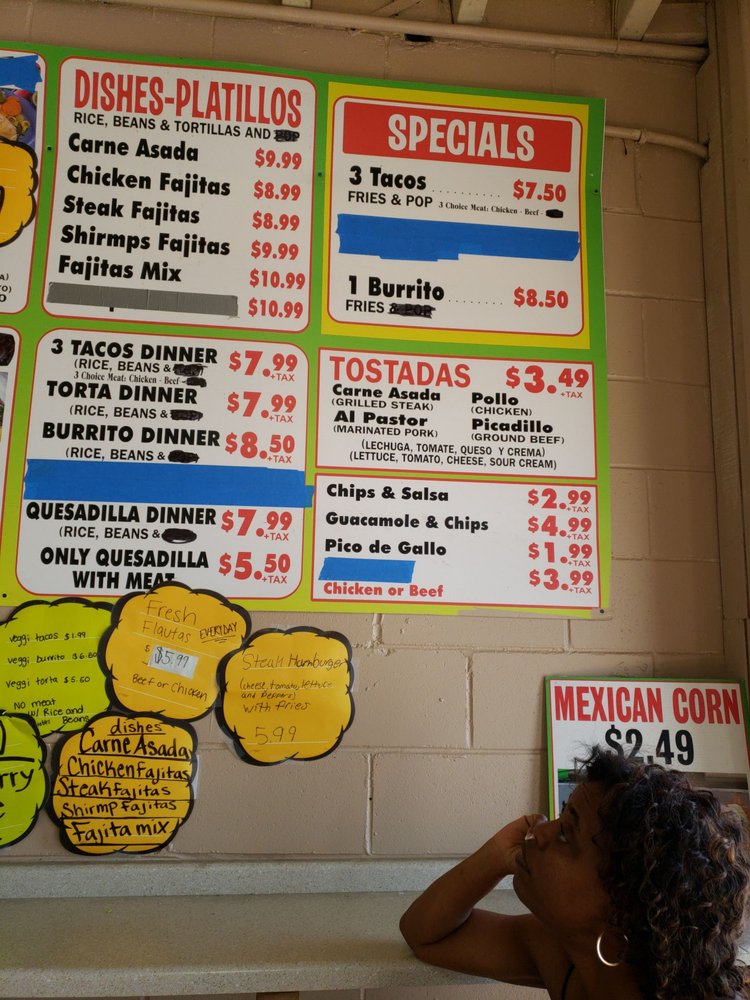 DISHES-PLATILLOS
RICE, BEANS & TORTILLAS AND
Carne Asada $9.99
Chicken Fajitas $8.99
Steak Fajitas $8.99
Shirmps Fajitas $9.99
Fajitas Mix $10.99
$10.99
SPECIALS
3 Tacos .......... $7.50
FRIES & POP 3 Choice Meat: Chicken - Beef -
1 Burrito ........ $8.50
FRIES & POP
3 TACOS DINNER $7.99
(RICE, BEANS &
3 Choice Meat: Chicken - Beef -
TORTA DINNER $7.99 +TAX
(RICE, BEANS &
BURRITO DINNER $8.50 +TAX
(RICE, BEANS &
QUESADILLA DINNER $7.99 +TAX
(RICE, BEANS &
ONLY QUESADILLA $5.50 +TAX
WITH MEAT
TOSTADAS $3.49 +TAX
Carne Asada Pollo
(GRILLED STEAK) (CHICKEN)
Al Pastor Picadillo
(MARINATED PORK) (GROUND BEEF)
(LECHUGA, TOMATE, QUESO Y CREMA)
(LETTUCE, TOMATO, CHEESE, SOUR CREAM)
Chips & Salsa $2.99 +TAX
Guacamole & Chips $4.99 +TAX
Pico de Gallo $1.99 +TAX
$3.99 +TAX
Chicken or Beef
veggi tacos $1.99
veggi burrito $6.50
veggi torta $5.50
No meat
w/ Rice and
Beans
Fresh
Flautas EVERYDAY
$ $5.99
Beef or chicken
Steak Hamburger
(cheese, tomato, lettuce
and Peppers)
with fries
5.99
dishes
Carne Asada
Chicken fajitas
Steak fajitas
Shirmp fajitas
Fajita mix
MEXICAN CORN
$2.49